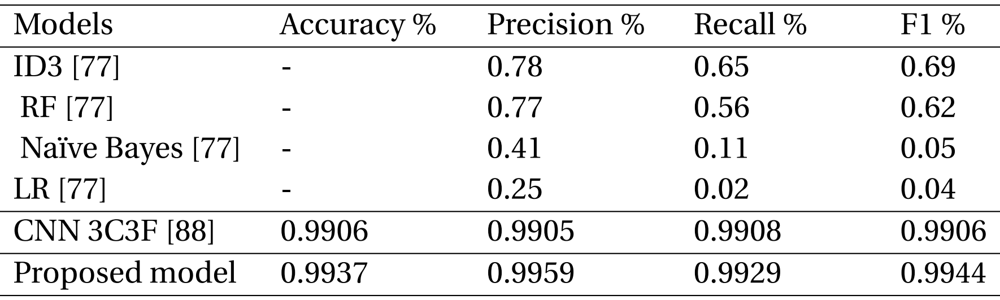 Models Accuracy % Precision % Recall % F1 %
ID3 [77] - 0.78 0.65 0.69
RF [77] - 0.77 0.56 0.62
Naïve Bayes [77] - 0.41 0.11 0.05
LR [77] - 0.25 0.02 0.04
CNN 3C3F [88] 0.9906 0.9905 0.9908 0.9906
Proposed model 0.9937 0.9959 0.9929 0.9944